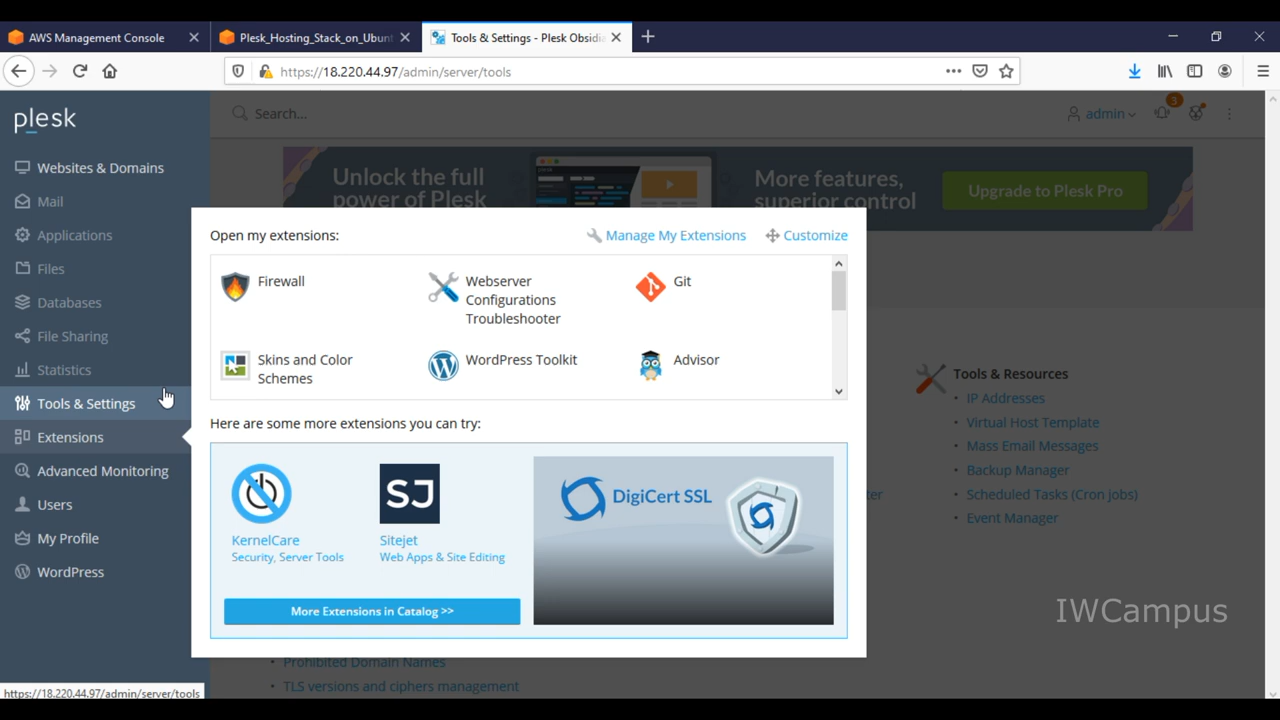 AWS Management Console
Plesk_Hosting_Stack_on_Ubunt
Tools & Settings - Plesk Obsidia
https://18.220.44.97/admin/server/tools
plesk
Search...
3
admin
Websites & Domains
Mail
Applications
Files
Databases
File Sharing
Statistics
Tools & Settings
Extensions
Advanced Monitoring
Users
My Profile
WordPress
Unlock the full
power of Plesk
More features,
superior control
Upgrade to Plesk Pro
Open my extensions:
Manage My Extensions
Customize
Firewall
Webserver
Configurations
Troubleshooter
Git
Skins and Color
Schemes
WordPress Toolkit
Advisor
Here are some more extensions you can try:
KernelCare
Security, Server Tools
SJ
Sitejet
Web Apps & Site Editing
DigiCert SSL
More Extensions in Catalog >>
Tools & Resources
IP Addresses
Virtual Host Template
Mass Email Messages
Backup Manager
Scheduled Tasks (Cron jobs)
Event Manager
IWCampus
Prohibited Domain Names
TLS versions and ciphers management
https://18.220.44.97/admin/server/tools